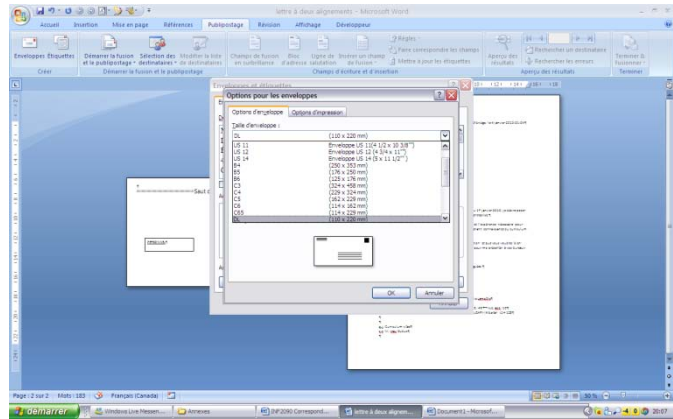 lettre à deux alignements - Microsoft Word
Accueil Insertion Mise en page Références Publipostage Révision Affichage Développeur
Enveloppes Étiquettes
Démarrer la fusion et le publipostage
Sélection des destinataires
Modifier la liste de destinataires
Champs de fusion en surbrillance
Bloc d'adresse
Ligne de salutation
Insérer un champ de fusion
Règles
Faire correspondre les champs
Mettre à jour les étiquettes
Aperçu des résultats
Rechercher un destinataire
Rechercher les erreurs
Terminer & fusionner
Créer
Démarrer la fusion et le publipostage
Champs d'écriture et d'insertion
Aperçu des résultats
Terminer
Enveloppes et étiquettes
Options pour les enveloppes
Options d'enveloppe Options d'impression
Taille d'enveloppe :
DL (110 x 220 mm)
US 11 Enveloppe US 11(4 1/2 x 10 3/8")
US 12 Enveloppe US 12 (4 3/4 x 11")
US 14 Enveloppe US 14 (5 x 11 1/2")
B4 (250 x 353 mm)
B5 (176 x 250 mm)
B6 (125 x 176 mm)
C3 (324 x 458 mm)
C4 (229 x 324 mm)
C5 (162 x 229 mm)
C6 (114 x 162 mm)
C65 (114 x 229 mm)
DL (110 x 220 mm)
OK Annuler
Page : 2 sur 2 Mots : 183 Français (Canada) 30 %
démarrer Windows Live Messen... Annexes INF2090 Correspond... lettre à deux alignem... Document1 - Microsof... 20:07